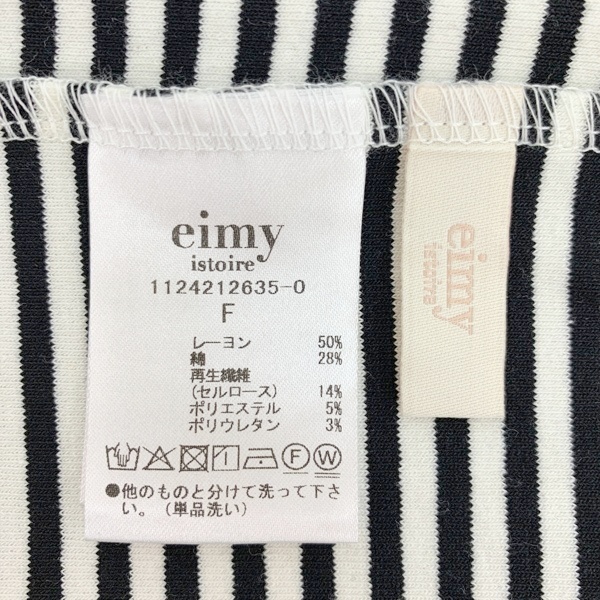 eimy
istoire
1124212635-0
F
レーヨン 50%
綿 28%
再生繊維
(セルロース) 14%
ポリエステル 5%
ポリウレタン 3%
F W
●他のものと分けて洗って下さ
い。(単品洗い)
eimy
istoire